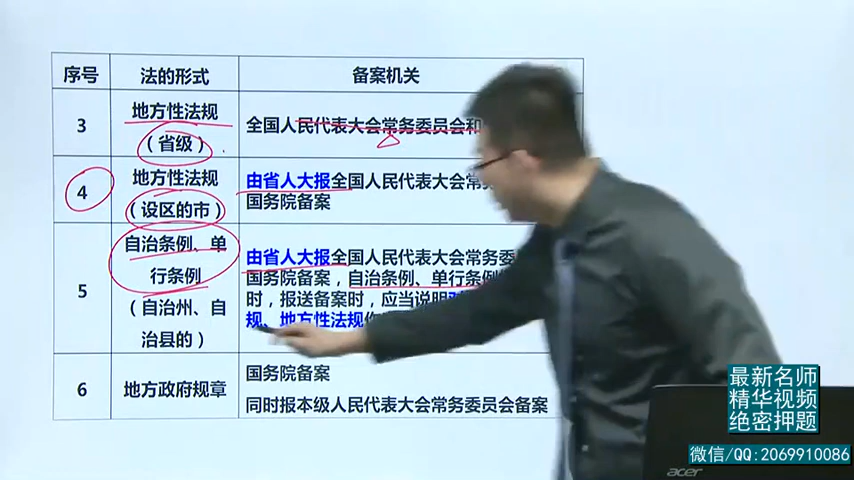 序号 法的形式 备案机关
3 地方性法规
（省级） 全国人民代表大会常务委员会和
4 地方性法规
（设区的市） 由省人大报全国人民代表大会常务
国务院备案
5 自治条例、单
行条例
（自治州、自
治县的） 由省人大报全国人民代表大会常务委
国务院备案，自治条例、单行条例
时，报送备案时，应当说明
规、地方性法规
6 地方政府规章 国务院备案
同时报本级人民代表大会常务委员会备案
最新名师
精华视频
绝密押题
微信/QQ:2069910086
acer